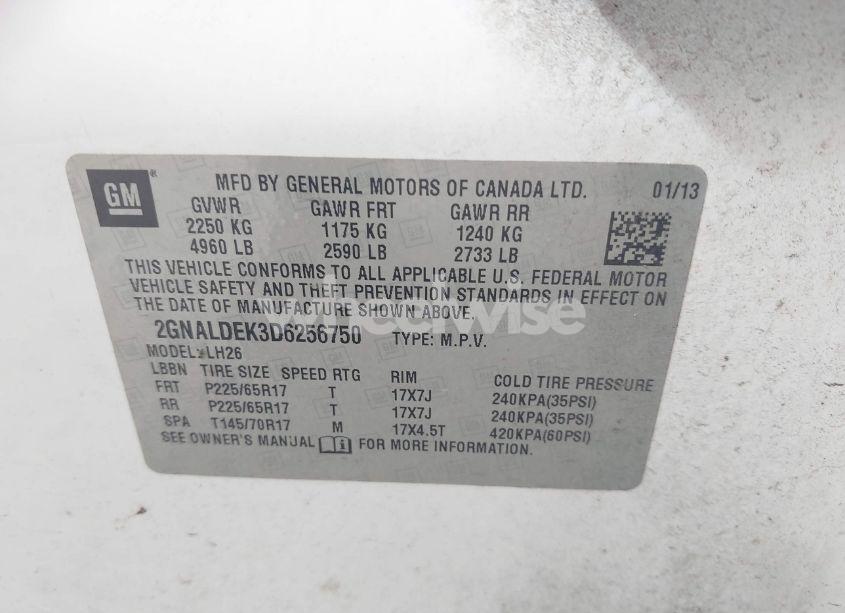 GM ® MFD BY GENERAL MOTORS OF CANADA LTD. 01/13
GVWR GAWR FRT GAWR RR
2250 KG 1175 KG 1240 KG
4960 LB 2590 LB 2733 LB
THIS VEHICLE CONFORMS TO ALL APPLICABLE U.S. FEDERAL MOTOR
VEHICLE SAFETY AND THEFT PREVENTION STANDARDS IN EFFECT ON
THE DATE OF MANUFACTURE SHOWN ABOVE.
wheelwise
2GNALDEK3D6256750 TYPE: M.P.V.
MODEL: LH26
LBBN TIRE SIZE SPEED RTG RIM COLD TIRE PRESSURE
FRT P225/65R17 T 17X7J 240KPA(35PSI)
RR P225/65R17 T 17X7J 240KPA(35PSI)
SPA T145/70R17 M 17X4.5T 420KPA(60PSI)
SEE OWNER'S MANUAL i FOR MORE INFORMATION.